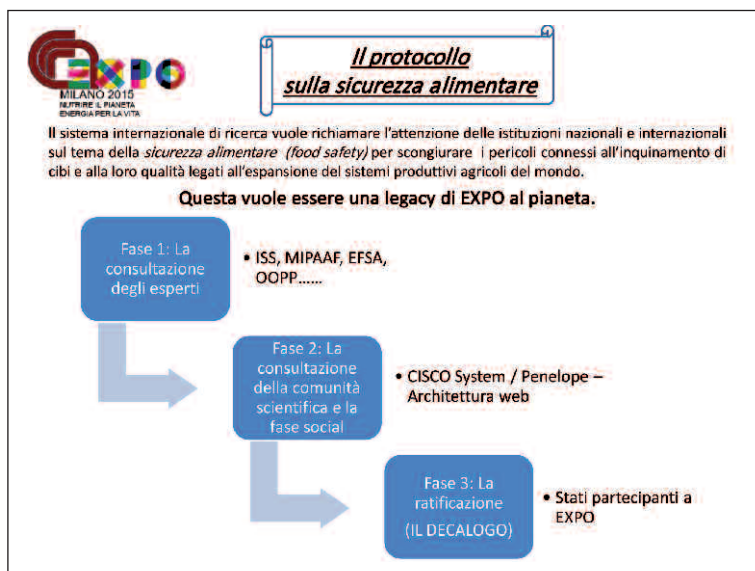 EXPO
MILANO 2015
NUTRIRE IL PIANETA
ENERGIA PER LA VITA
Il protocollo
sulla sicurezza alimentare
Il sistema internazionale di ricerca vuole richiamare l'attenzione delle istituzioni nazionali e internazionali
sul tema della sicurezza alimentare (food safety) per scongiurare i pericoli connessi all'inquinamento di
cibi e alla loro qualità legati all'espansione del sistemi produttivi agricoli del mondo.
Questa vuole essere una legacy di EXPO al pianeta.
Fase 1: La
consultazione
degli esperti
• ISS, MIPAAF, EFSA,
OOPP......
Fase 2: La
consultazione
della comunità
scientifica e la
fase social
• CISCO System / Penelope –
Architettura web
Fase 3: La
ratificazione
(IL DECALOGO)
• Stati partecipanti a
EXPO